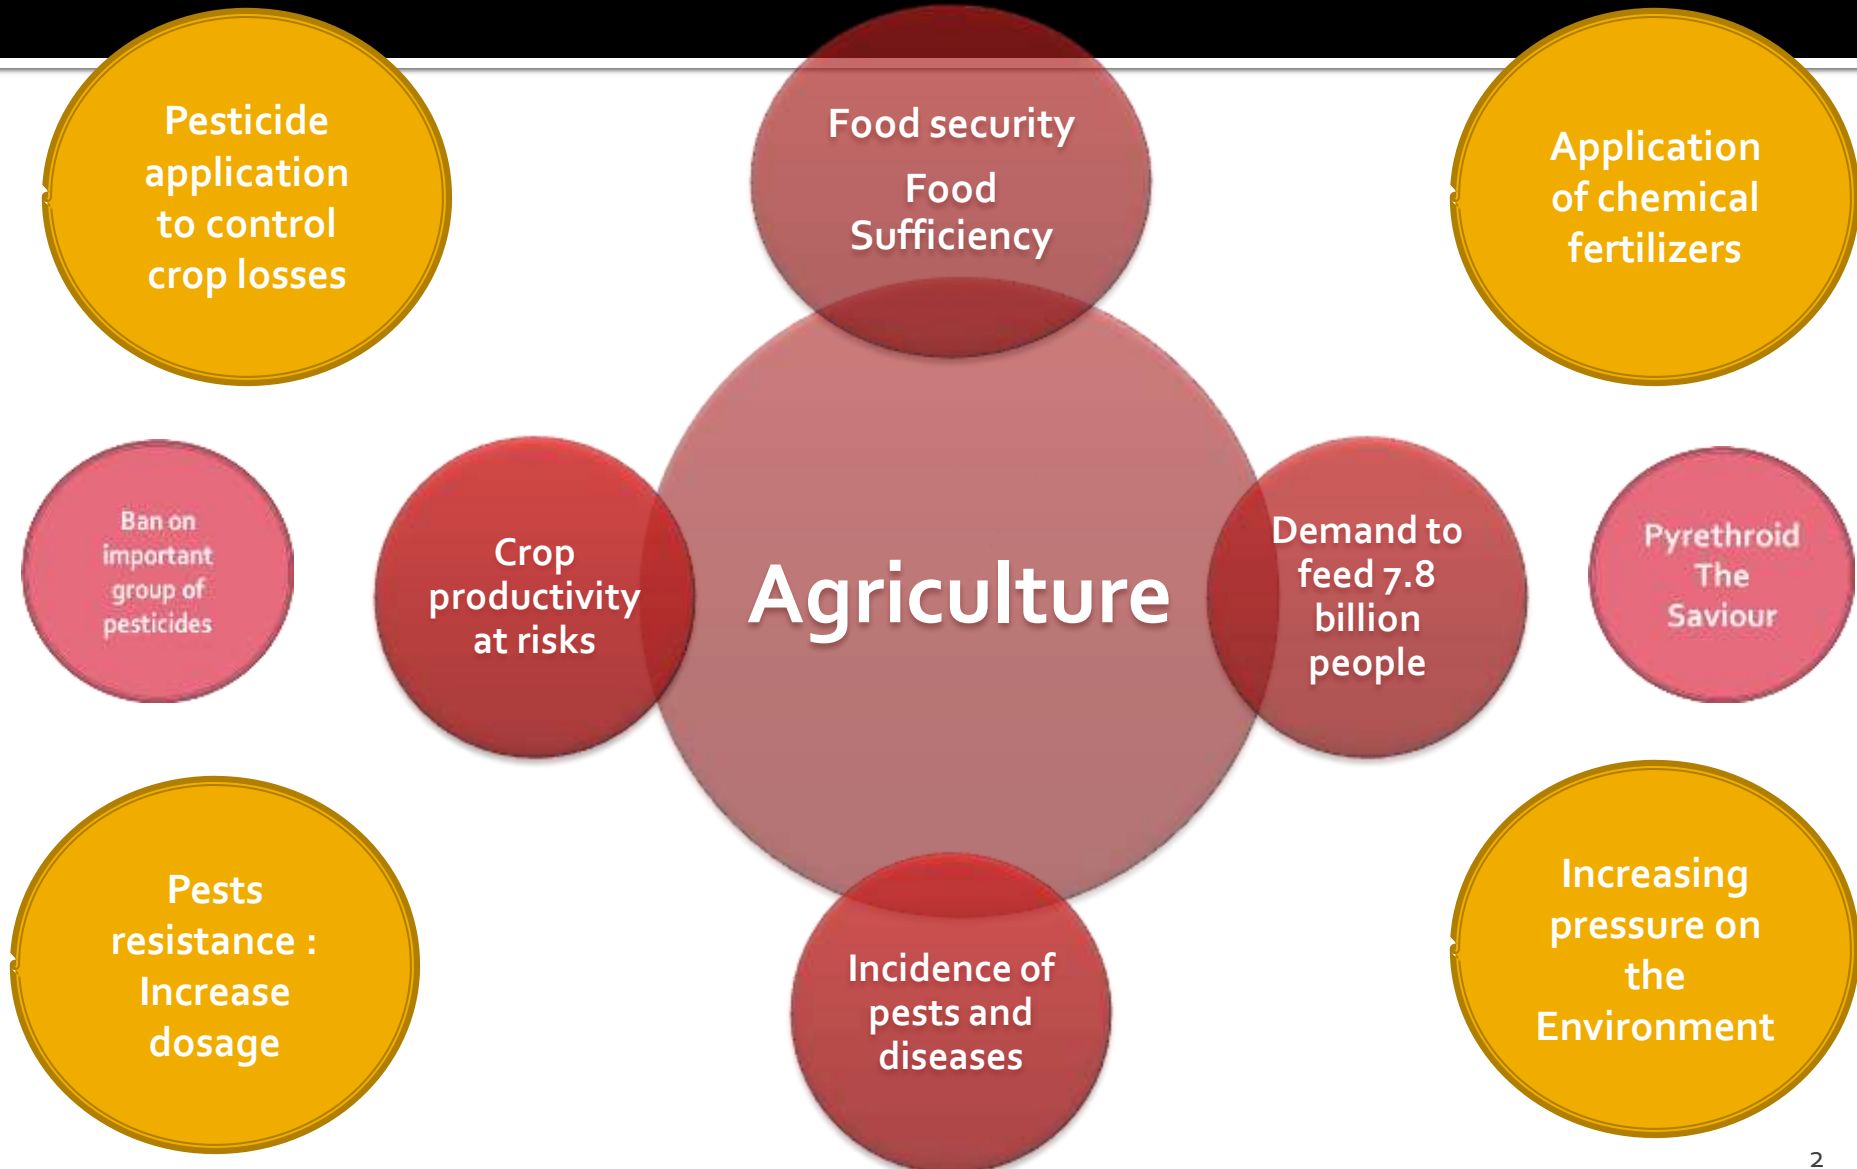 Pesticide
application
to control
crop losses
Food security
Food
Sufficiency
Application
of chemical
fertilizers
Ban on
important
group of
pesticides
Crop
productivity
at risks
Agriculture
Demand to
feed 7.8
billion
people
Pyrethroid
The
Saviour
Pests
resistance :
Increase
dosage
Incidence of
pests and
diseases
Increasing
pressure on
the
Environment
2